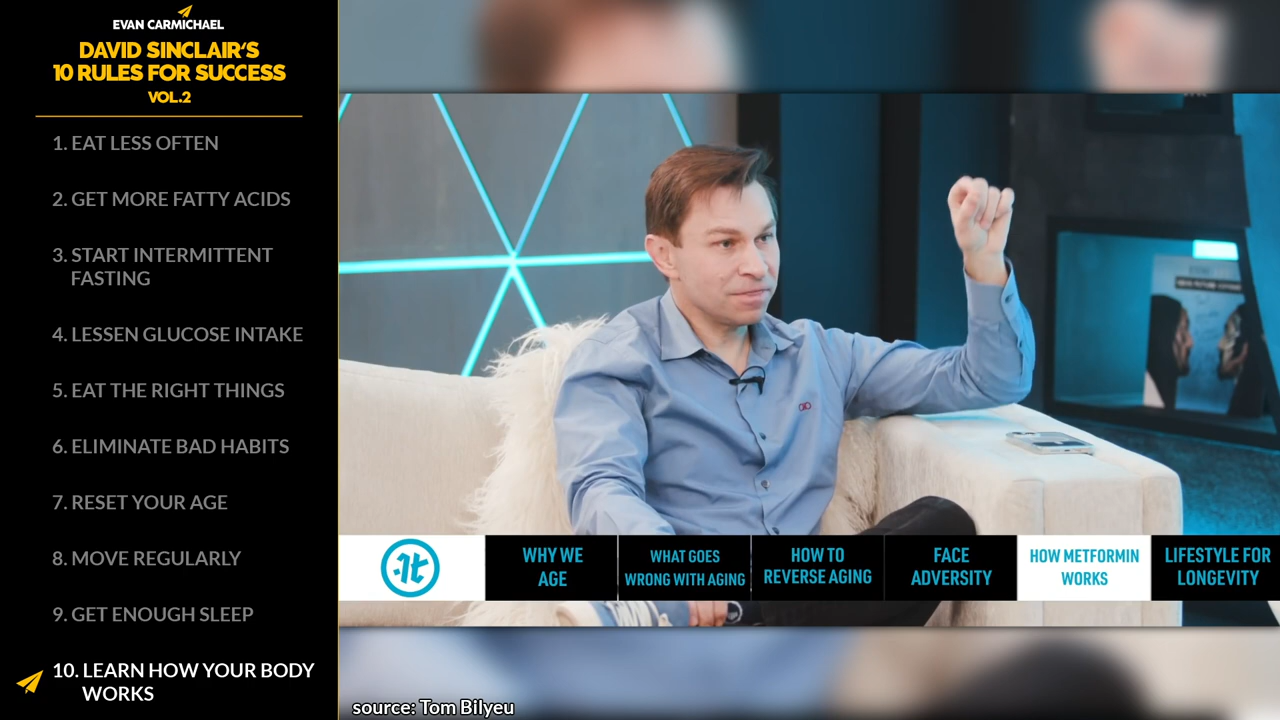 EVAN CARMICHAEL
DAVID SINCLAIR'S
10 RULES FOR SUCCESS
VOL.2
1. EAT LESS OFTEN
2. GET MORE FATTY ACIDS
3. START INTERMITTENT
FASTING
4. LESSEN GLUCOSE INTAKE
5. EAT THE RIGHT THINGS
6. ELIMINATE BAD HABITS
7. RESET YOUR AGE
8. MOVE REGULARLY
9. GET ENOUGH SLEEP
10. LEARN HOW YOUR BODY
WORKS
WHY WE
AGE
WHAT GOES
WRONG WITH AGING
HOW TO
REVERSE AGING
FACE
ADVERSITY
HOW METFORMIN
WORKS
LIFESTYLE FOR
LONGEVITY
source: Tom Bilyeu